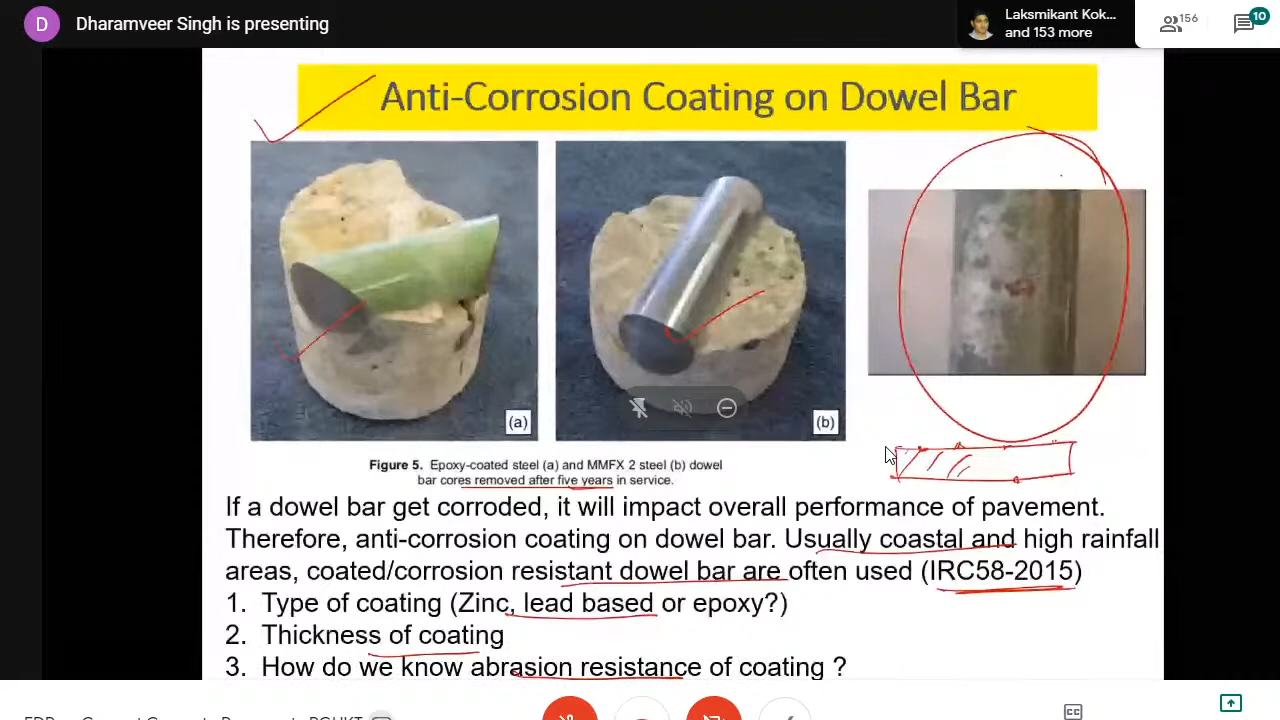 D Dharamveer Singh is presenting
Laksmikant Kok...
and 153 more
156
10
Anti-Corrosion Coating on Dowel Bar
(a)
(b)
Figure 5. Epoxy-coated steel (a) and MMFX 2 steel (b) dowel
bar cores removed after five years in service.
If a dowel bar get corroded, it will impact overall performance of pavement.
Therefore, anti-corrosion coating on dowel bar. Usually coastal and high rainfall
areas, coated/corrosion resistant dowel bar are often used (IRC58-2015)
1. Type of coating (Zinc, lead based or epoxy?)
2. Thickness of coating
3. How do we know abrasion resistance of coating ?
CC